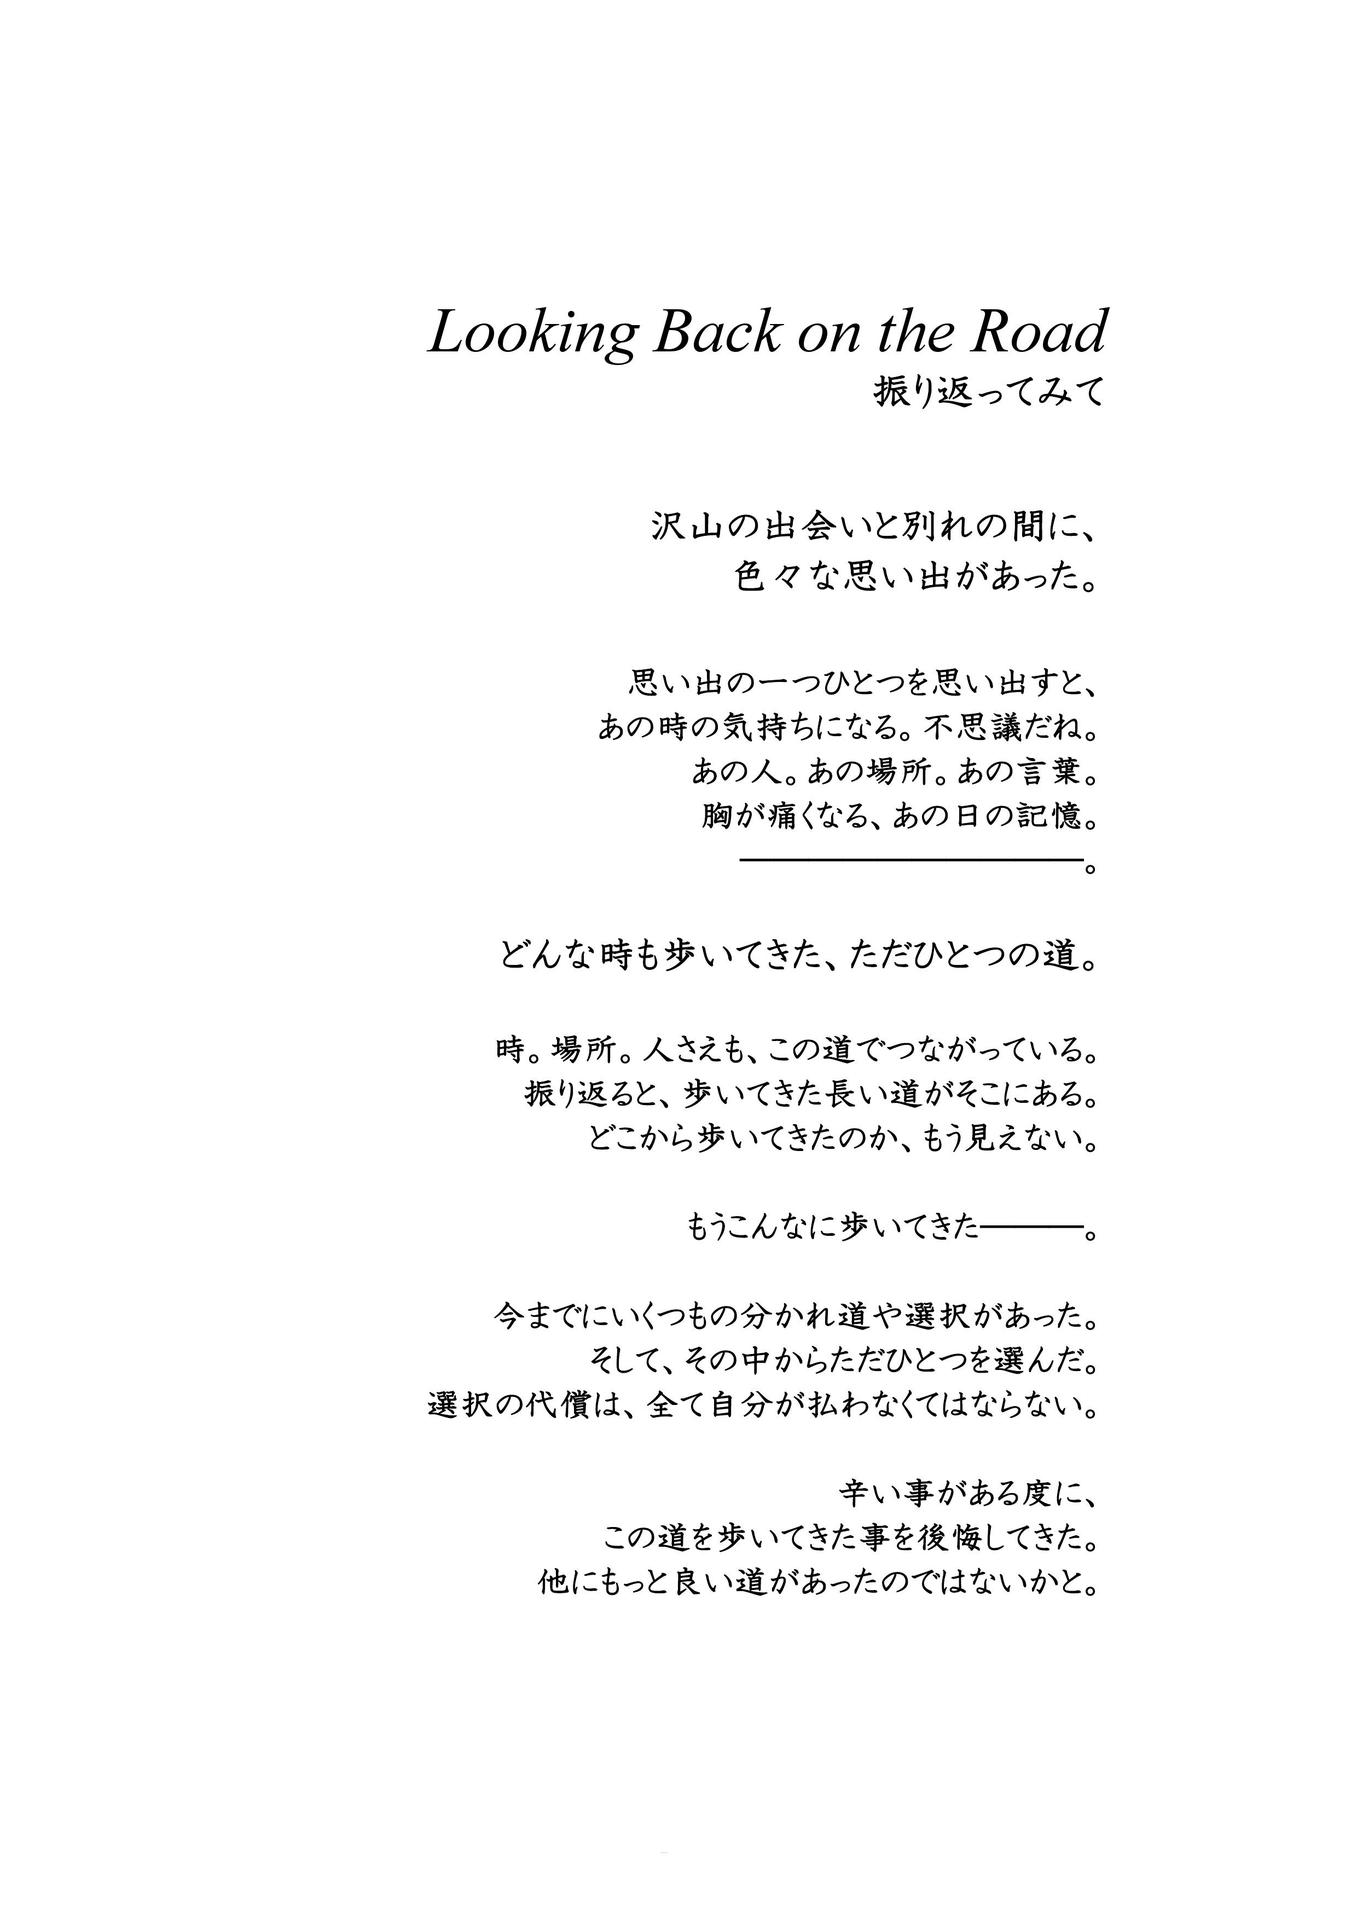 Looking Back on the Road
振り返ってみて
沢山の出会いと別れの間に、
色々な思い出があった。
思い出の一つひとつを思い出すと、
あの時の気持ちになる。不思議だね。
あの人。あの場所。あの言葉。
胸が痛くなる、あの日の記憶。
――――――――――。
どんな時も歩いてきた、ただひとつの道。
時。場所。人さえも、この道でつながっている。
振り返ると、歩いてきた長い道がそこにある。
どこから歩いてきたのか、もう見えない。
もうこんなに歩いてきた―――。
今までにいくつもの分かれ道や選択があった。
そして、その中からただひとつを選んだ。
選択の代償は、全て自分が払わなくてはならない。
辛い事がある度に、
この道を歩いてきた事を後悔してきた。
他にもっと良い道があったのではないかと。